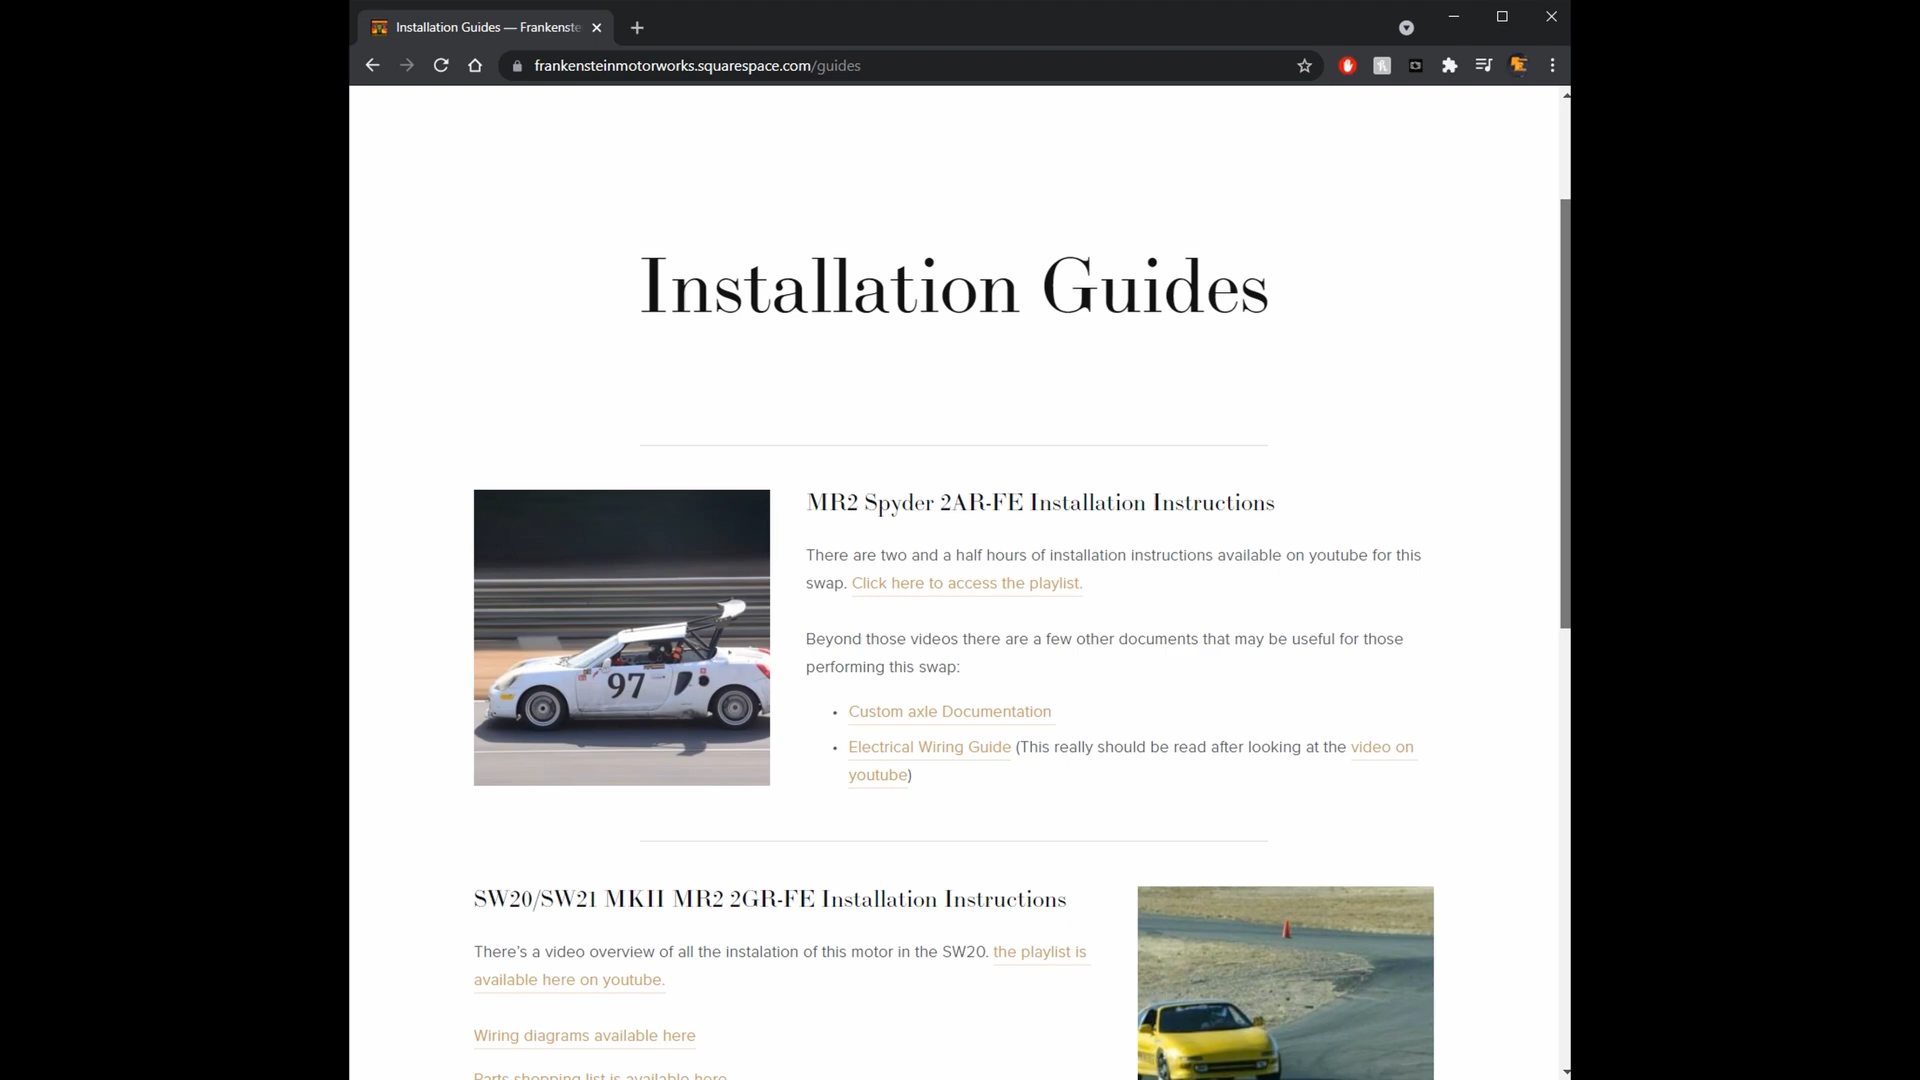 Installation Guides — Frankenste
frankensteinmotorworks.squarespace.com/guides
Installation Guides
MR2 Spyder 2AR-FE Installation Instructions
There are two and a half hours of installation instructions available on youtube for this
swap. Click here to access the playlist.
Beyond those videos there are a few other documents that may be useful for those
performing this swap:
• Custom axle Documentation
• Electrical Wiring Guide (This really should be read after looking at the video on
youtube)
97
SW20/SW21 MKII MR2 2GR-FE Installation Instructions
There's a video overview of all the instalation of this motor in the SW20. the playlist is
available here on youtube.
Wiring diagrams available here
Parts shopping list is available here